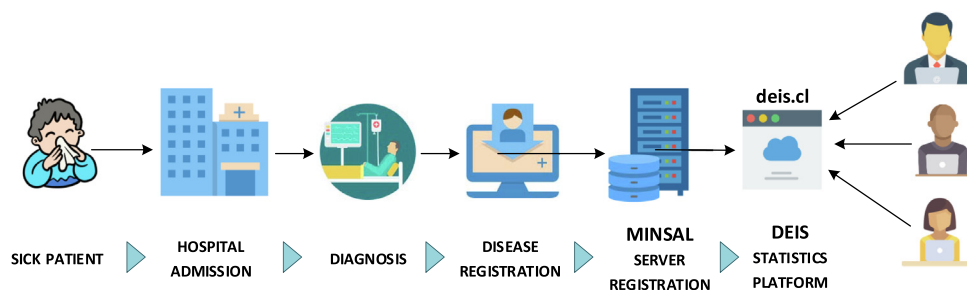 deis.cl
SICK PATIENT
HOSPITAL
ADMISSION
DIAGNOSIS
DISEASE
REGISTRATION
MINSAL
SERVER
REGISTRATION
DEIS
STATISTICS
PLATFORM